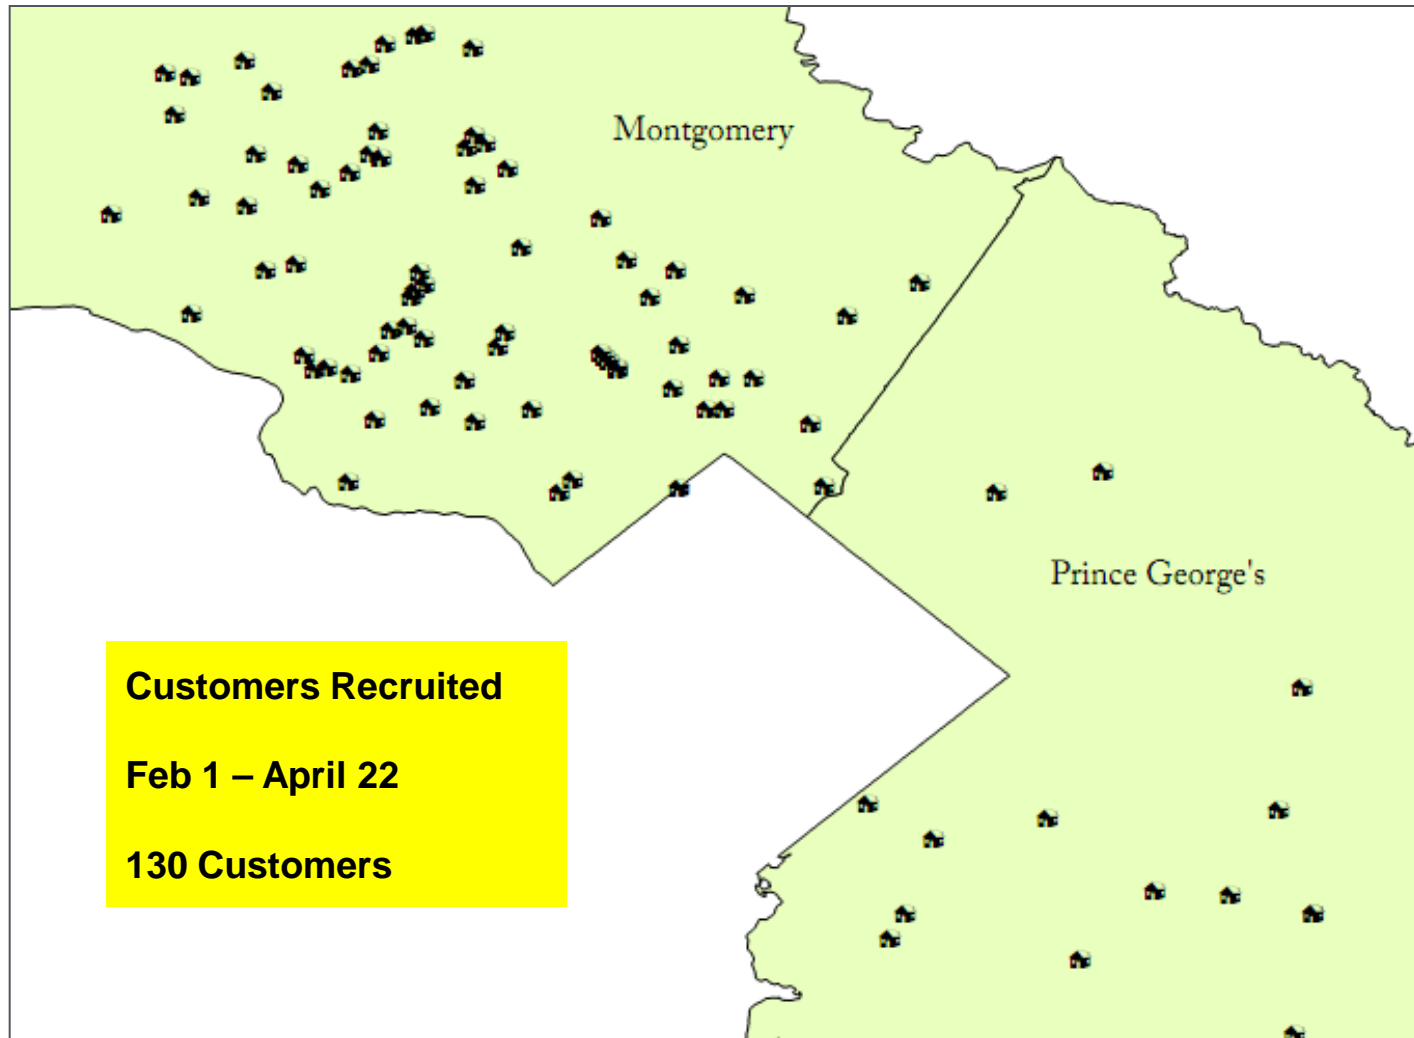 Montgomery
Prince George's
Customers Recruited
Feb 1 – April 22
130 Customers